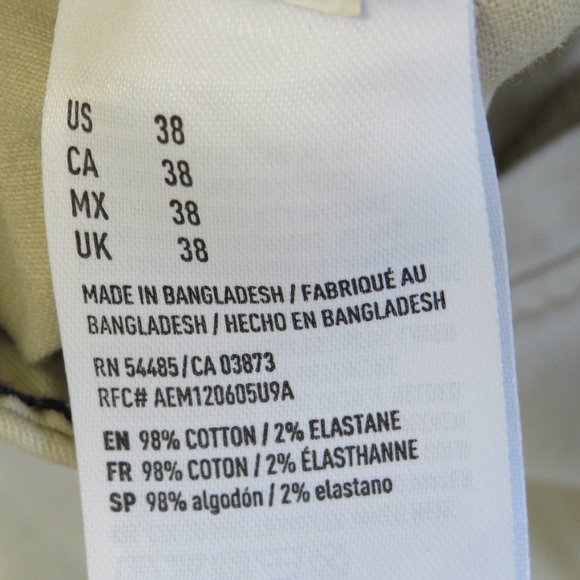 US 38
CA 38
MX 38
UK 38
MADE IN BANGLADESH / FABRIQUÉ AU
BANGLADESH / HECHO EN BANGLADESH
RN 54485/CA 03873
RFC# AEM120605U9A
EN 98% COTTON / 2% ELASTANE
FR 98% COTON / 2% ÉLASTHANNE
SP 98% algodón / 2% elastano